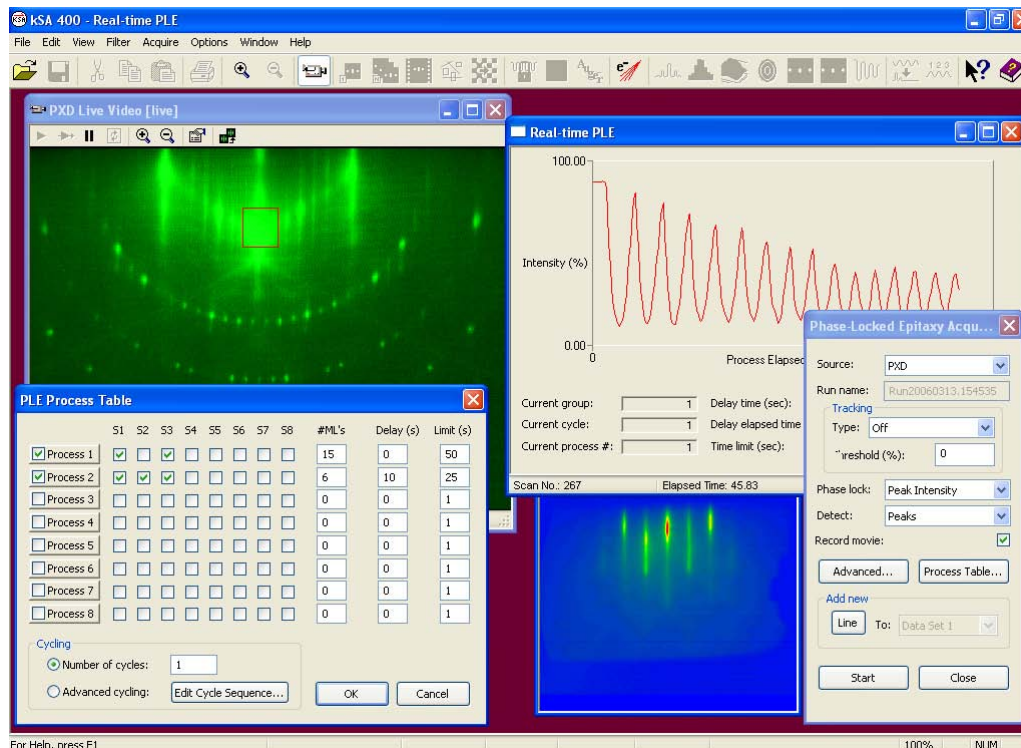 kSA 400 - Real-time PLE
File Edit View Filter Acquire Options Window Help
PXD Live Video [live]
Real-time PLE
100.00
Intensity (%)
0.00
0
Process Elapsed
Current group: 1 Delay time (sec):
Current cycle: 1 Delay elapsed time
Current process #: 1 Time limit (sec):
Scan No.: 267 Elapsed Time: 45.83
PLE Process Table
S1 S2 S3 S4 S5 S6 S7 S8 #ML's Delay (s) Limit (s)
Process 1 15 0 50
Process 2 6 10 25
Process 3 0 0 1
Process 4 0 0 1
Process 5 0 0 1
Process 6 0 0 1
Process 7 0 0 1
Process 8 0 0 1
Cycling
Number of cycles: 1
Advanced cycling: Edit Cycle Sequence...
OK Cancel
Phase-Locked Epitaxy Acqu...
Source: PXD
Run name: Run20060313.154535
Tracking
Type: Off
(%): 0
Phase lock: Peak Intensity
Detect: Peaks
Record movie:
Advanced... Process Table...
Add new
Line To: Data Set 1
Start Close
For Help, press F1
100% NUM